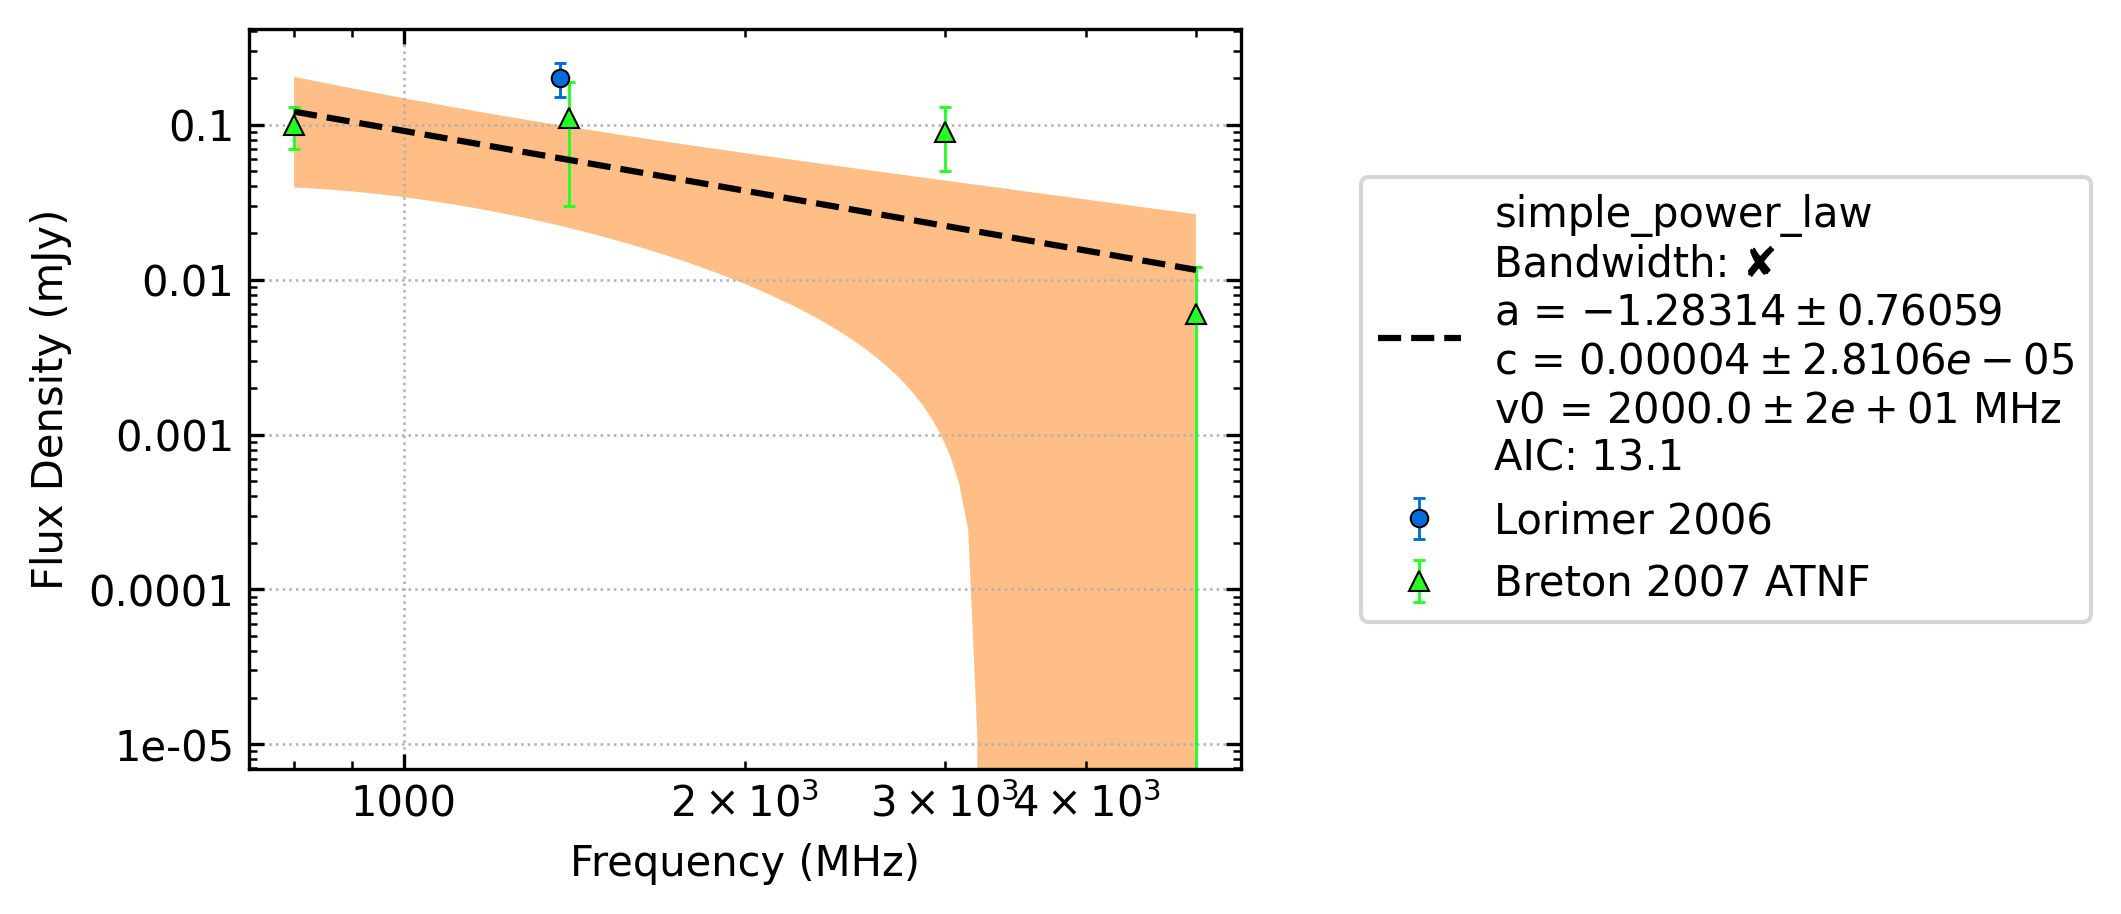 0.1
0.01
0.001
0.0001
1e-05
Flux Density (mJy)
1000
2 × 10³
3 × 10³
4 × 10³
Frequency (MHz)
simple_power_law
Bandwidth: ✘
a = −1.28314 ± 0.76059
c = 0.00004 ± 2.8106e − 05
v0 = 2000.0 ± 2e + 01 MHz
AIC: 13.1
Lorimer 2006
Breton 2007 ATNF